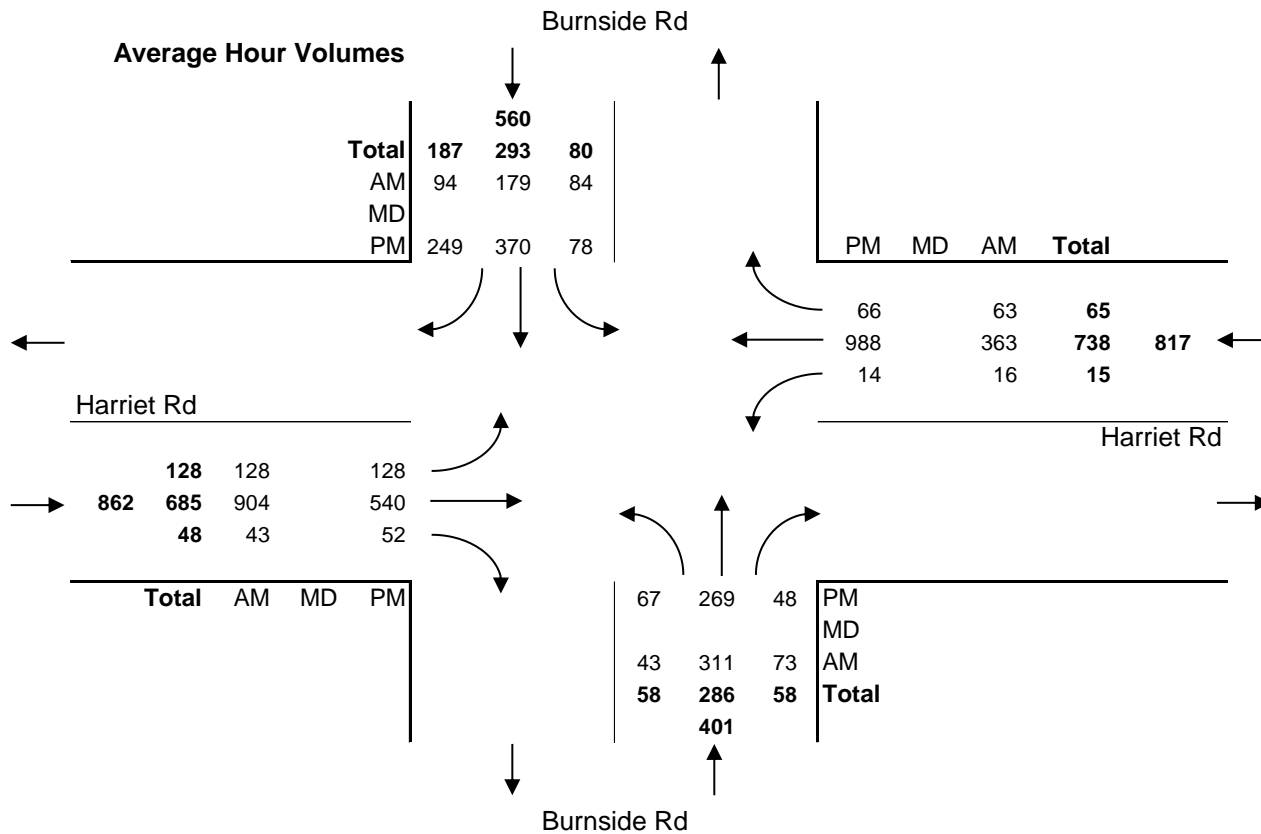 Burnside Rd
Average Hour Volumes
560
Total 187 293 80
AM 94 179 84
MD
PM 249 370 78
PM MD AM Total
66 63 65
988 363 738 817
14 16 15
Harriet Rd
Harriet Rd
128 128 128
862 685 904 540
48 43 52
Total AM MD PM
67 269 48 PM
MD
43 311 73 AM
58 286 58 Total
401
Burnside Rd